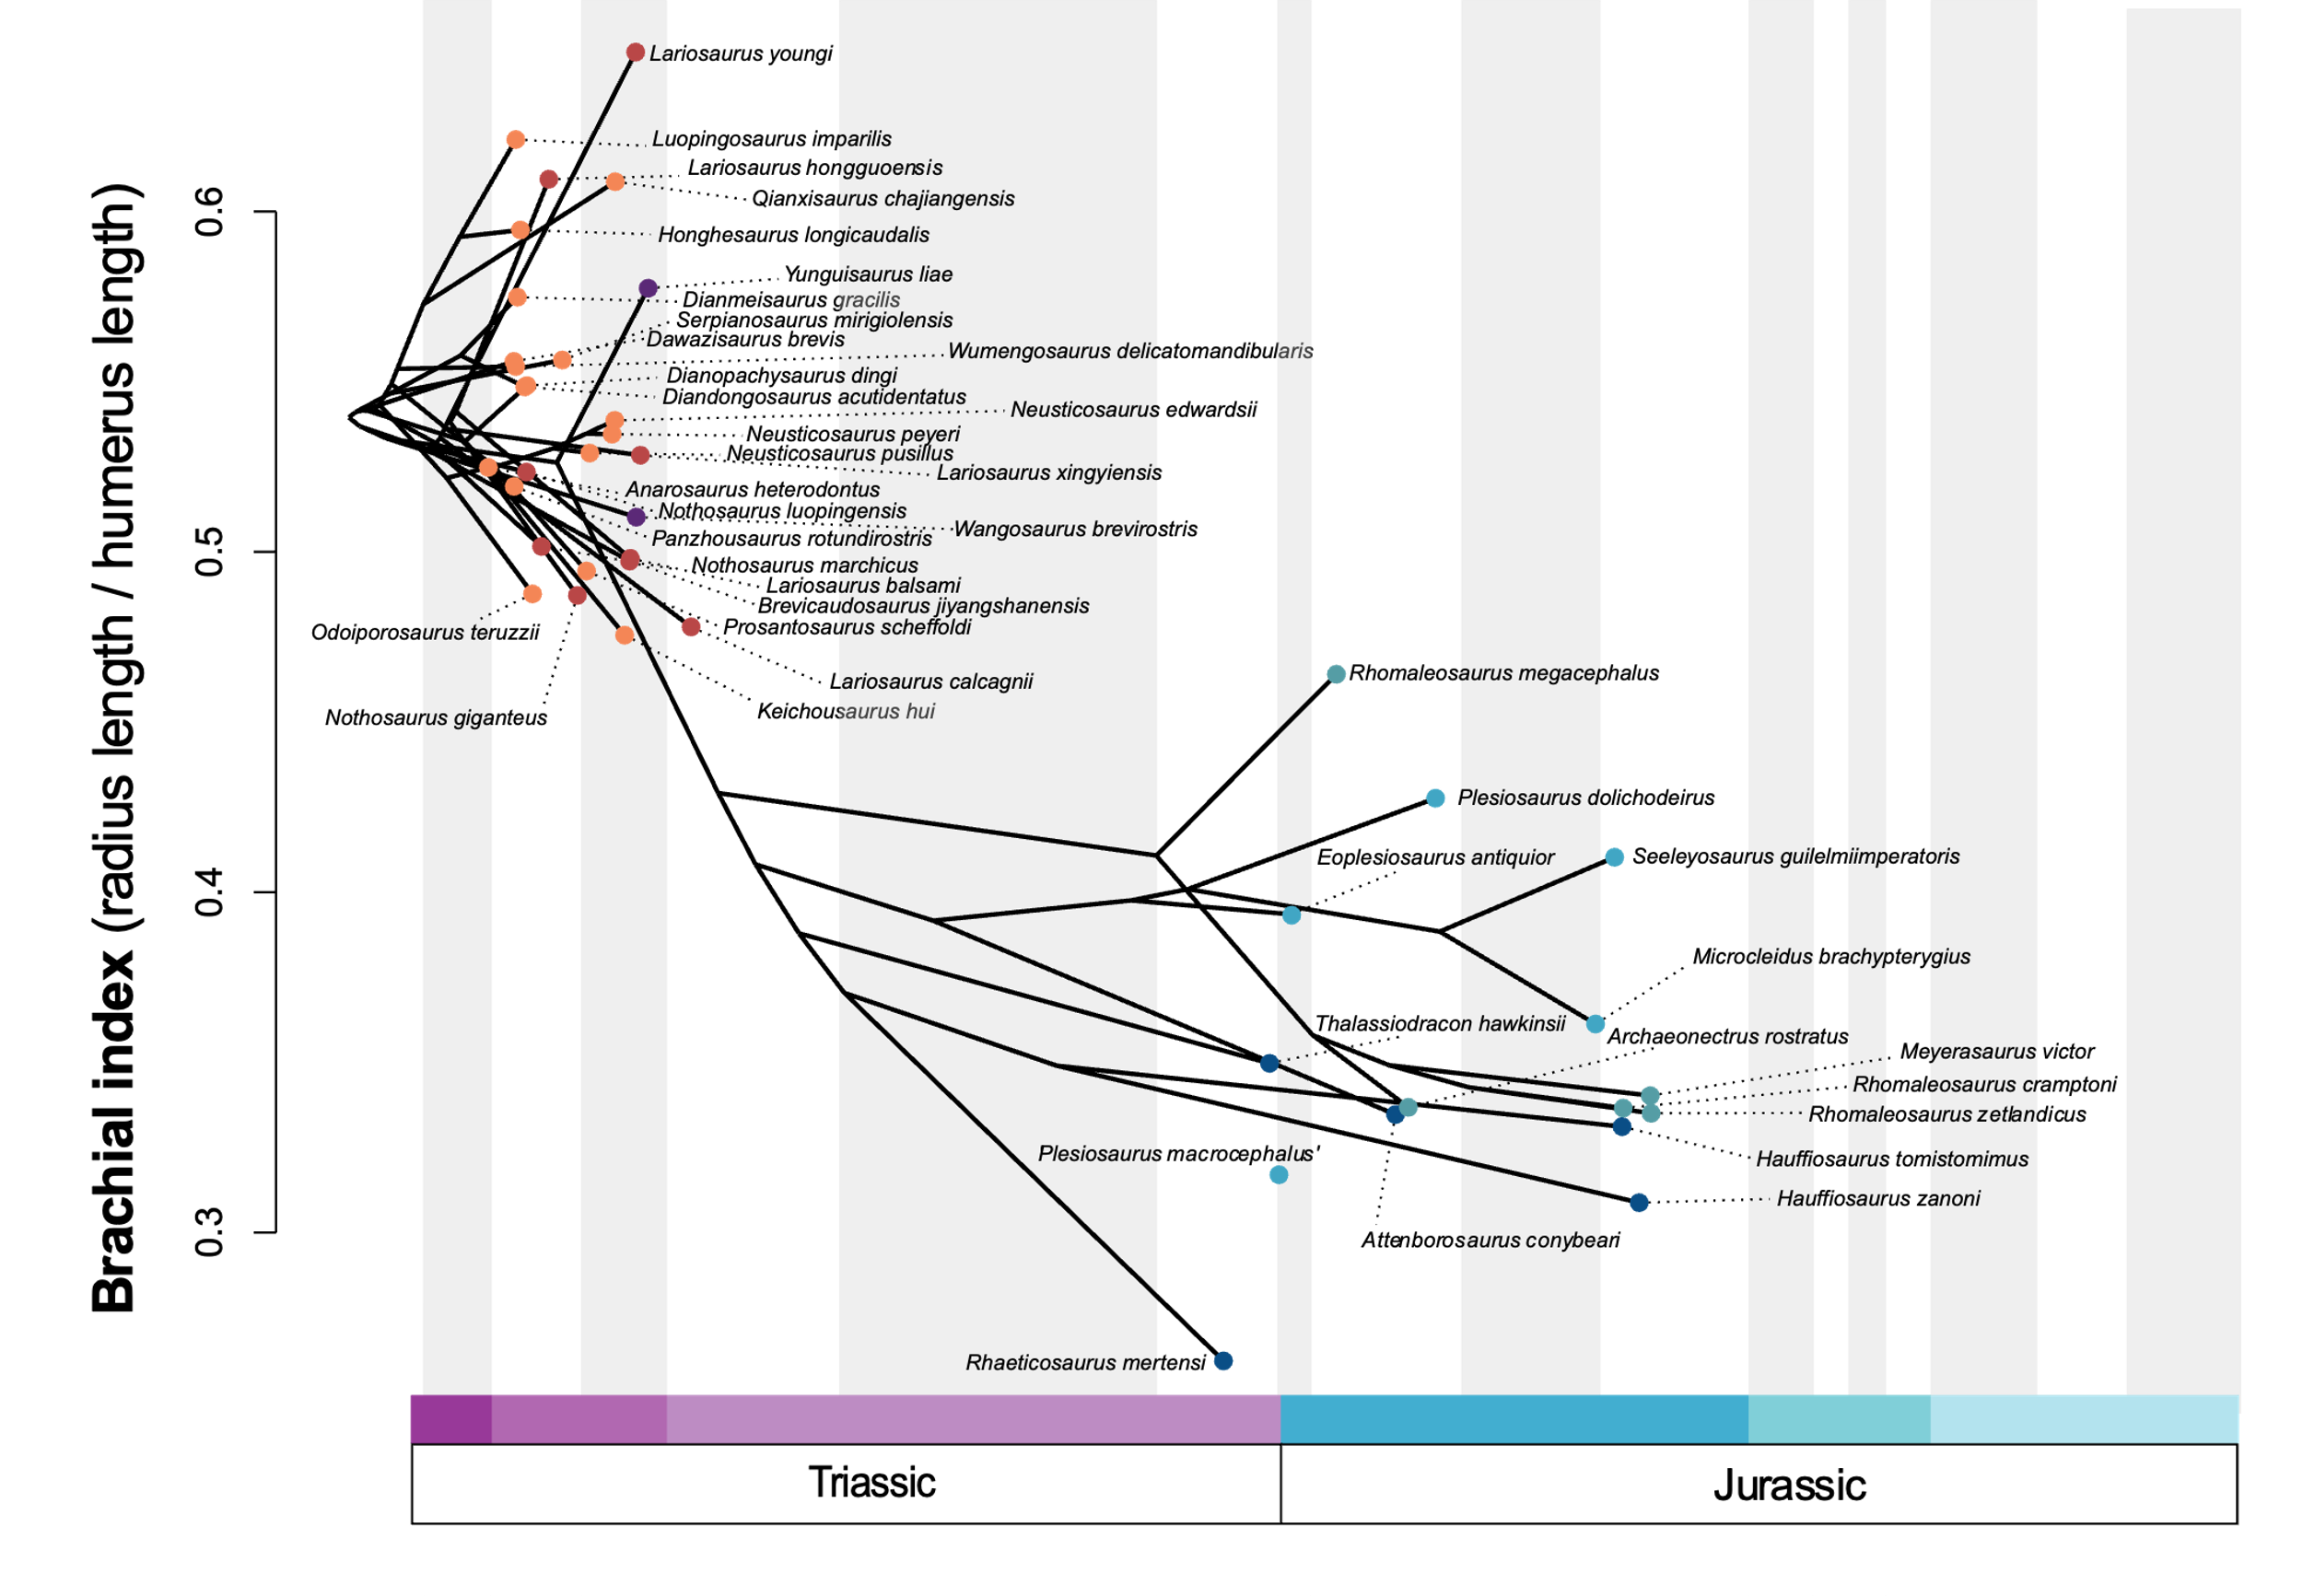 Brachial index (radius length / humerus length)
0.6
0.5
0.4
0.3
Lariosaurus youngi
Luopingosaurus imparilis
Lariosaurus hongguoensis
Qianxisaurus chajiangensis
Honghesaurus longicaudalis
Yunguisaurus liae
Dianmeisaurus gracilis
Serpianosaurus mirigiolensis
Dawazisaurus brevis
Wumengosaurus delicatomandibularis
Dianopachysaurus dingi
Diandongosaurus acutidentatus
Neusticosaurus edwardsii
Neusticosaurus peyeri
Neusticosaurus pusillus
Lariosaurus xingyiensis
Anarosaurus heterodontus
Nothosaurus luopingensis
Wangosaurus brevirostris
Panzhousaurus rotundirostris
Nothosaurus marchicus
Lariosaurus balsami
Brevicaudosaurus jiyangshanensis
Prosantosaurus scheffoldi
Odoiporosaurus teruzzii
Lariosaurus calcagnii
Keichousaurus hui
Nothosaurus giganteus
Rhomaleosaurus megacephalus
Plesiosaurus dolichodeirus
Eoplesiosaurus antiquior
Seeleyosaurus guilelmiimperatoris
Microcleidus brachypterygius
Thalassiodracon hawkinsii
Archaeonectrus rostratus
Meyerasaurus victor
Rhomaleosaurus cramptoni
Rhomaleosaurus zetlandicus
Plesiosaurus macrocephalus'
Hauffiosaurus tomistomimus
Hauffiosaurus zanoni
Attenborosaurus conybeari
Rhaeticosaurus mertensi
Triassic
Jurassic